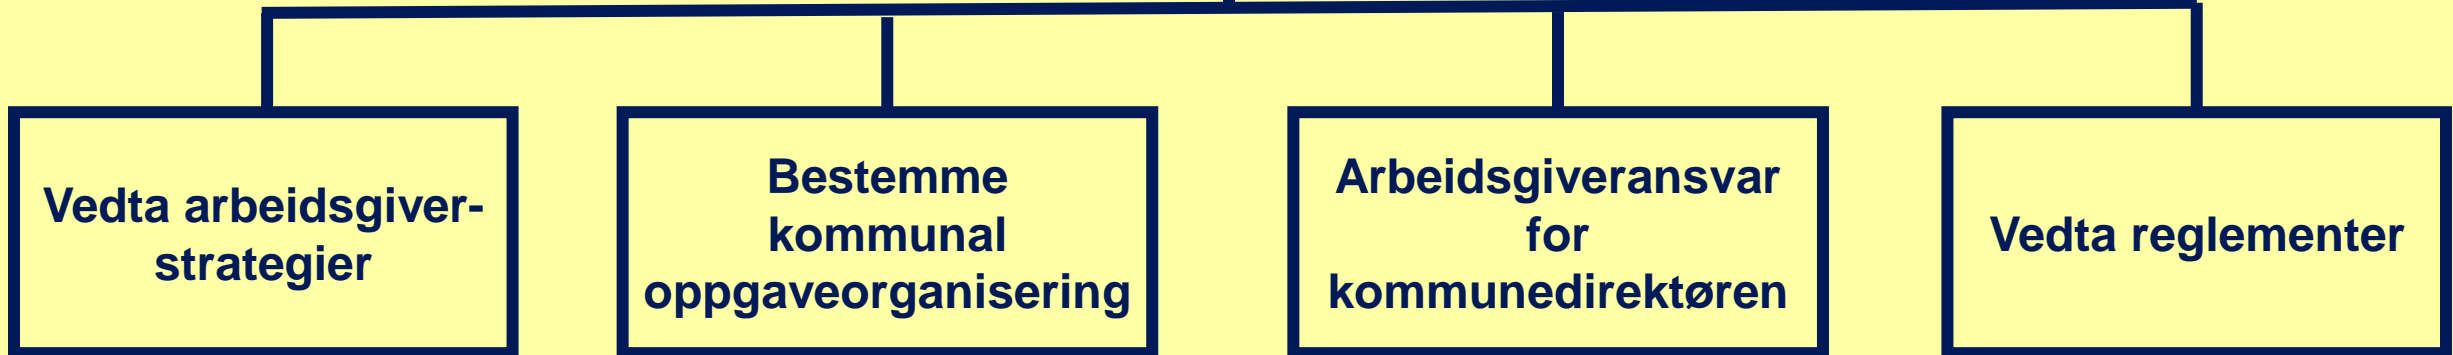 Vedta arbeidsgiver-
strategier
Bestemme
kommunal
oppgaveorganisering
Arbeidsgiveransvar
for
kommunedirektøren
Vedta reglementer